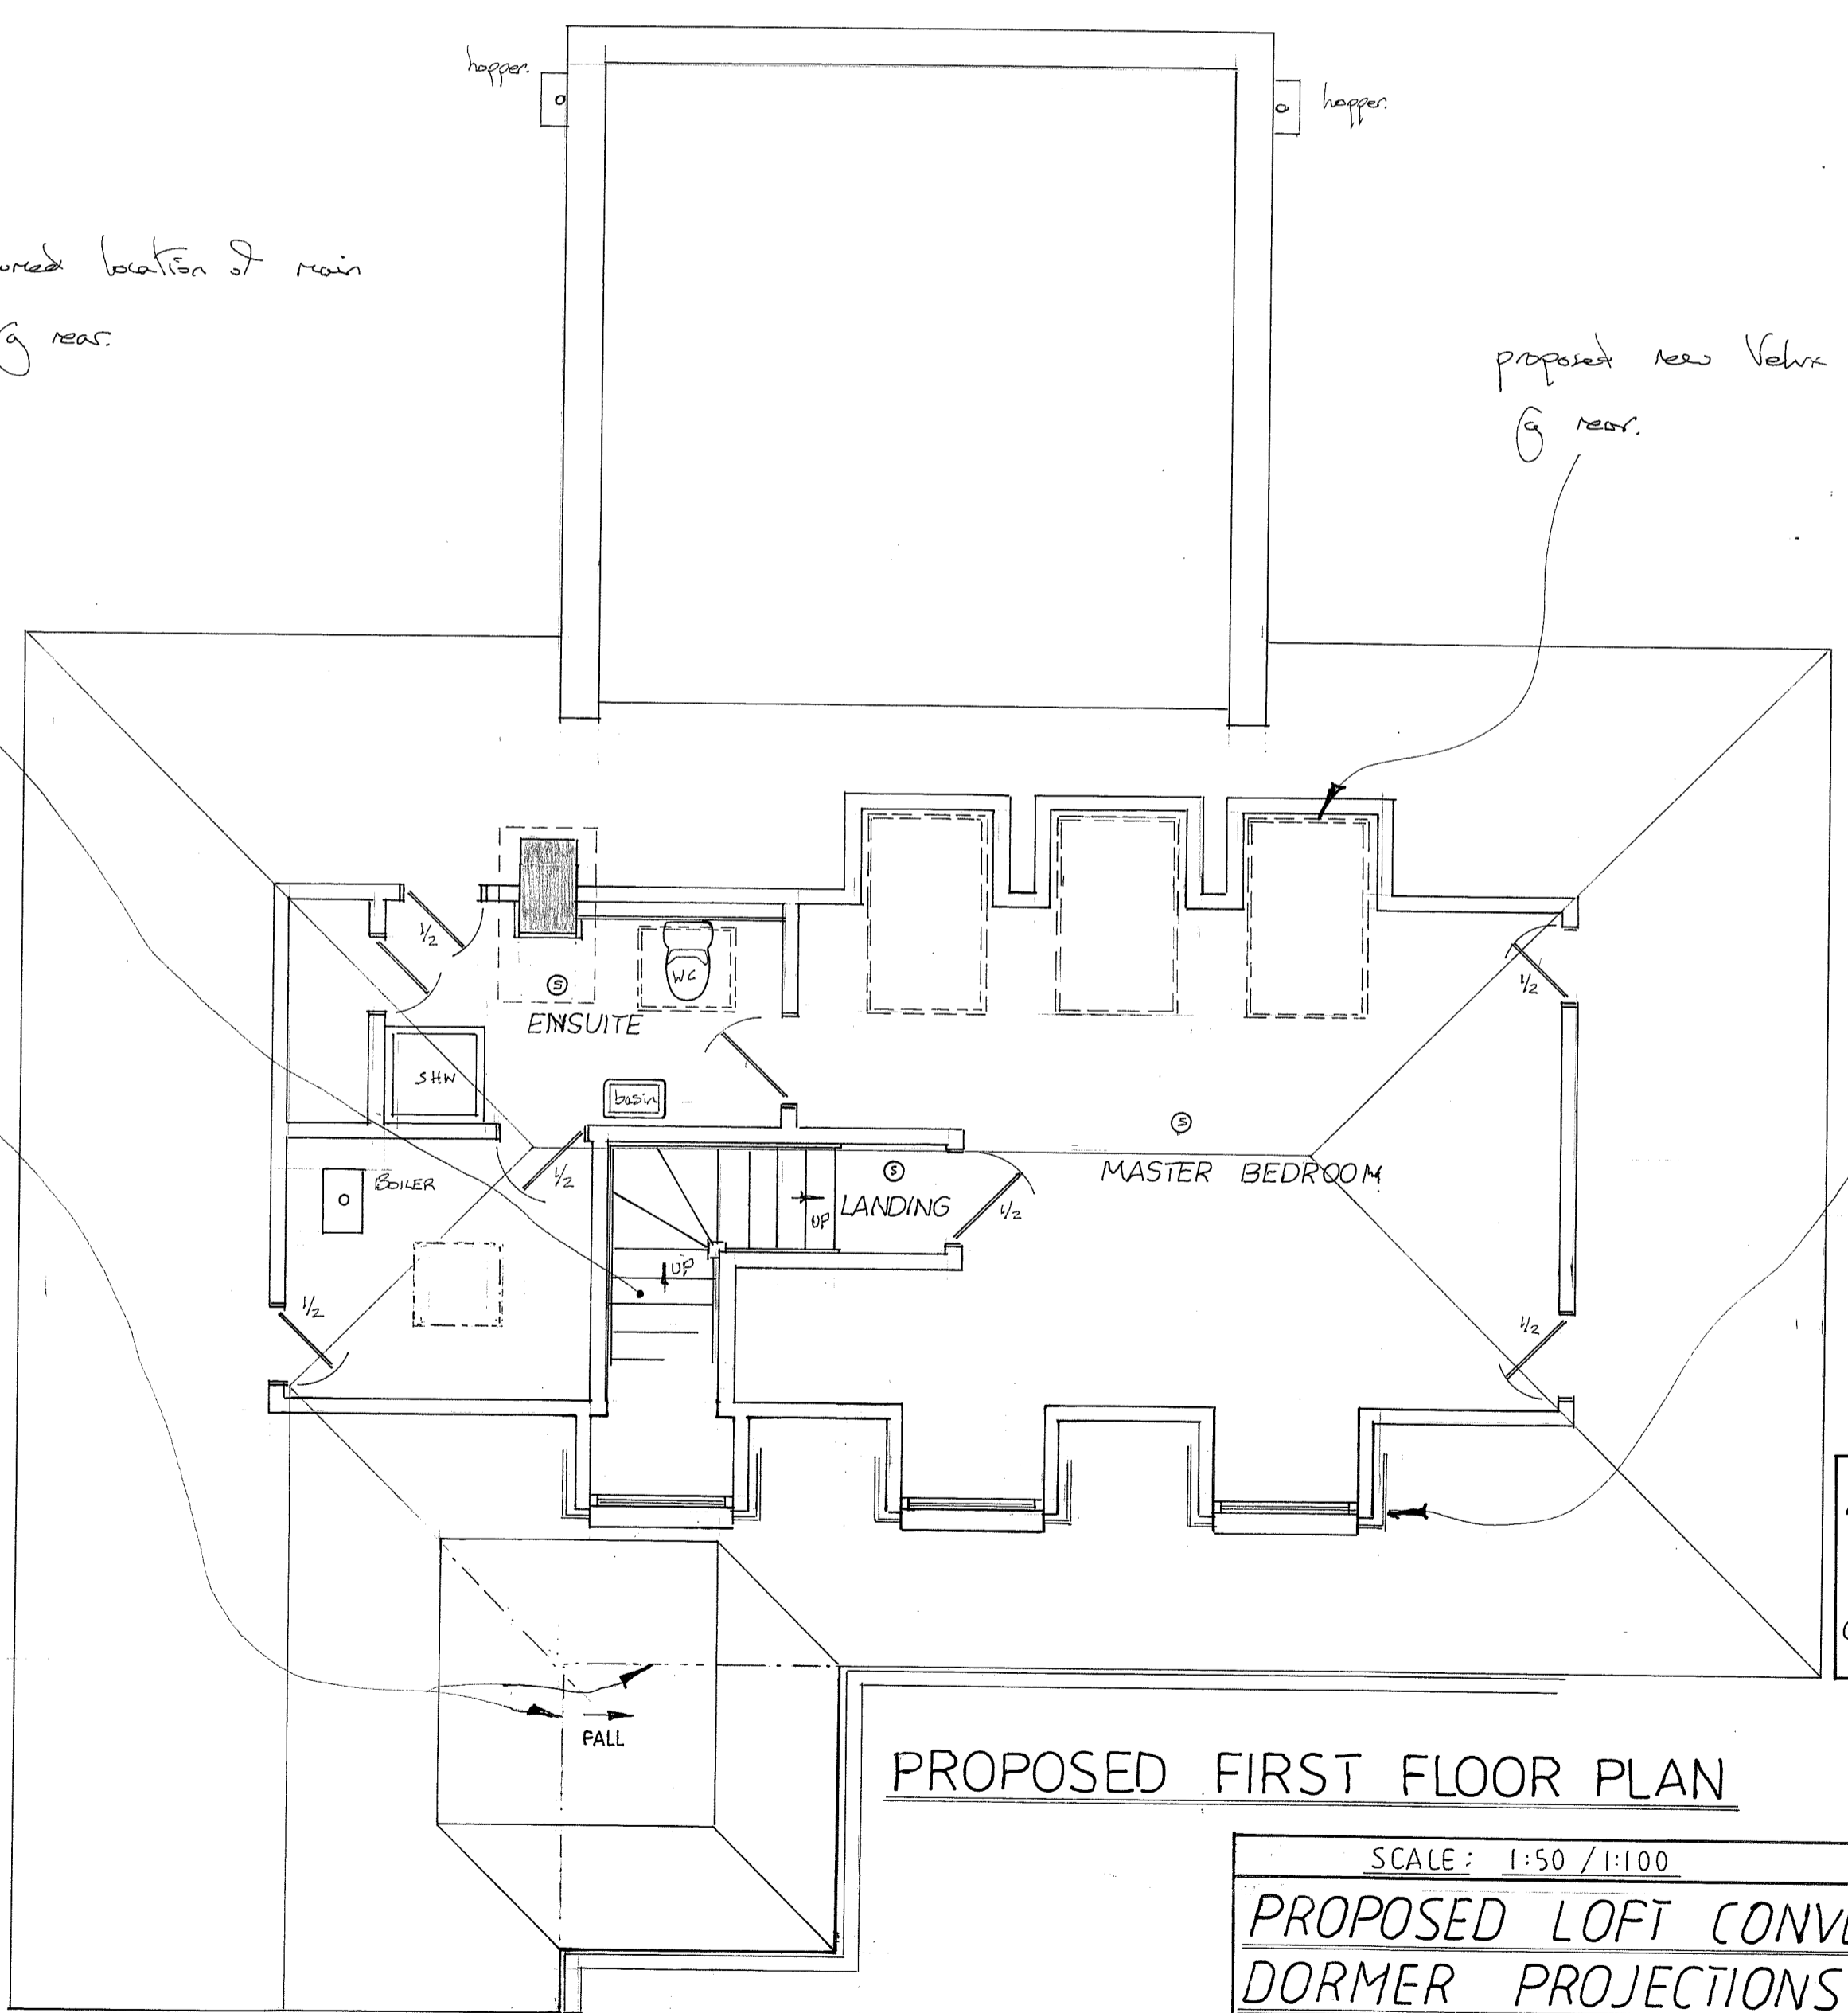 hopper.
hopper.
location of main
@ rear.
proposed new Velux
@ rear.
1/2
1/2
WC
S
ENSUITE
SHW
basin
S
MASTER BEDROOM
BOILER
1/2
S
LANDING
UP
1/2
UP
1/2
1/2
FALL
PROPOSED FIRST FLOOR PLAN
SCALE: 1:50 / 1:100
PROPOSED LOFT CONV
DORMER PROJECTIONS